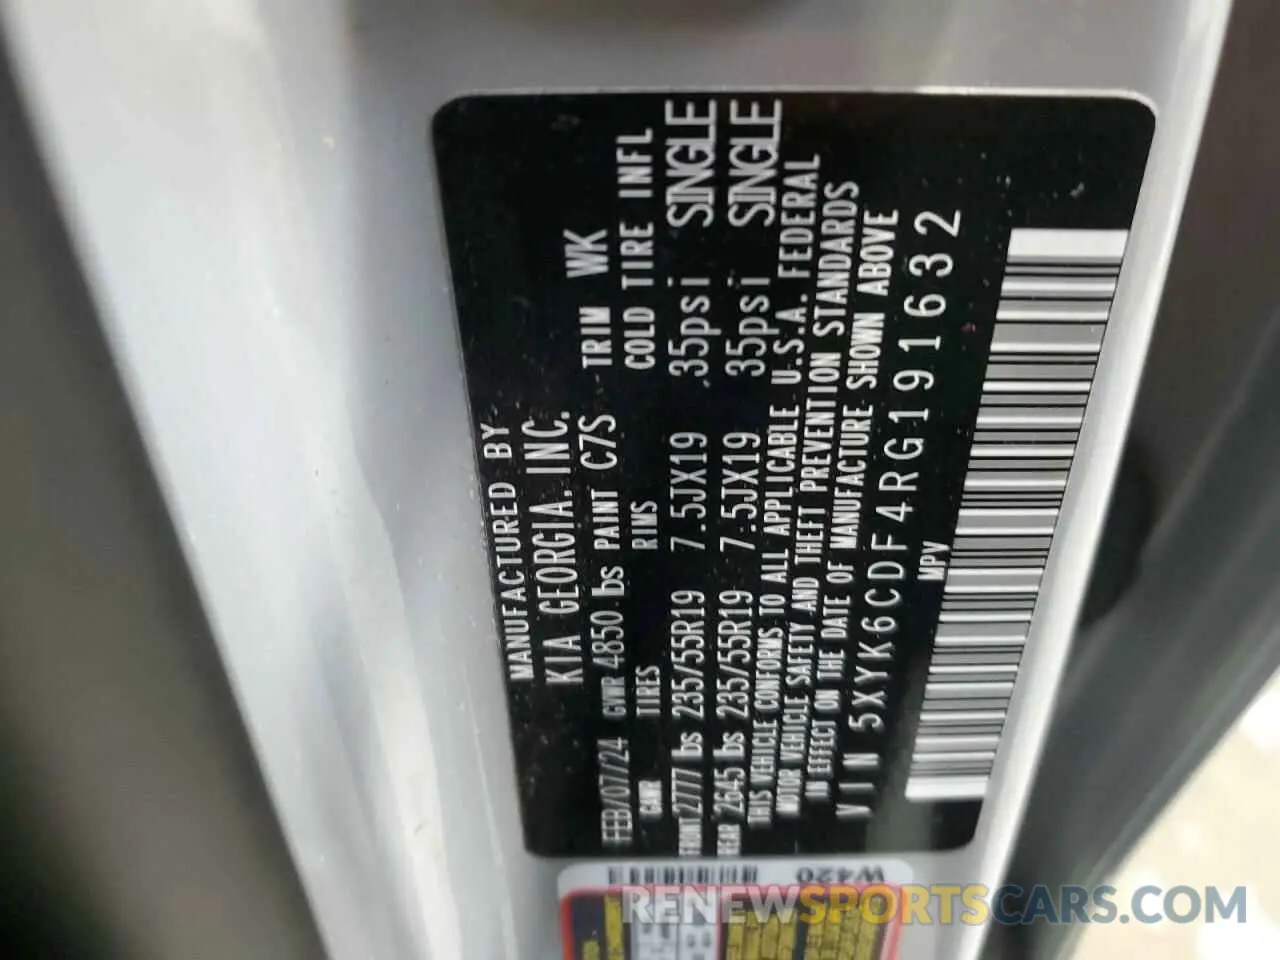 MANUFACTURED BY
KIA GEORGIA, INC.
FEB/07/24 GVWR 4850 lbs PAINT C7S TRIM WK
GAWR TIRES RIMS COLD TIRE INFL
FRONT 2777 lbs 235/55R19 7.5JX19 35psi SINGLE
REAR 2645 lbs 235/55R19 7.5JX19 35psi SINGLE
THIS VEHICLE CONFORMS TO ALL APPLICABLE U.S.A. FEDERAL
MOTOR VEHICLE SAFETY AND THEFT PREVENTION STANDARDS
IN EFFECT ON THE DATE OF MANUFACTURE SHOWN ABOVE
VIN 5XYK6CDF4RG191632
MPV
W420
RENEWSPORTSCARS.COM